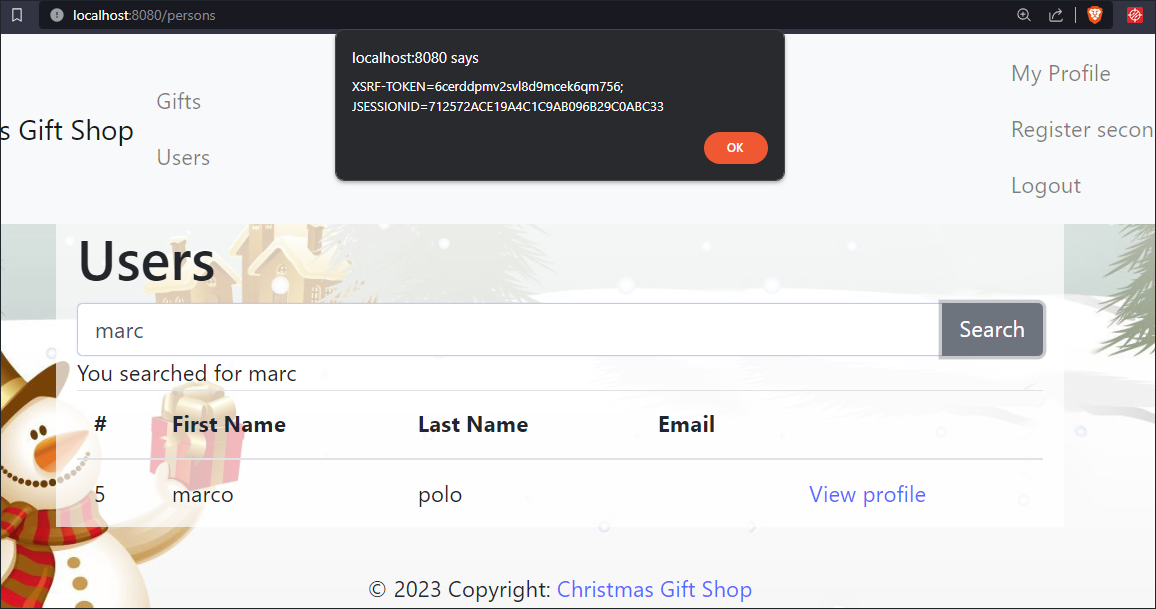 localhost:8080/persons
localhost:8080 says
XSRF-TOKEN=6cerddpmv2svl8d9mcek6qm756;
JSESSIONID=712572ACE19A4C1C9AB096B29C0ABC33
OK
s Gift Shop
Gifts
Users
My Profile
Register secon
Logout
Users
marc
Search
You searched for marc
# First Name Last Name Email
5 marco polo View profile
© 2023 Copyright: Christmas Gift Shop